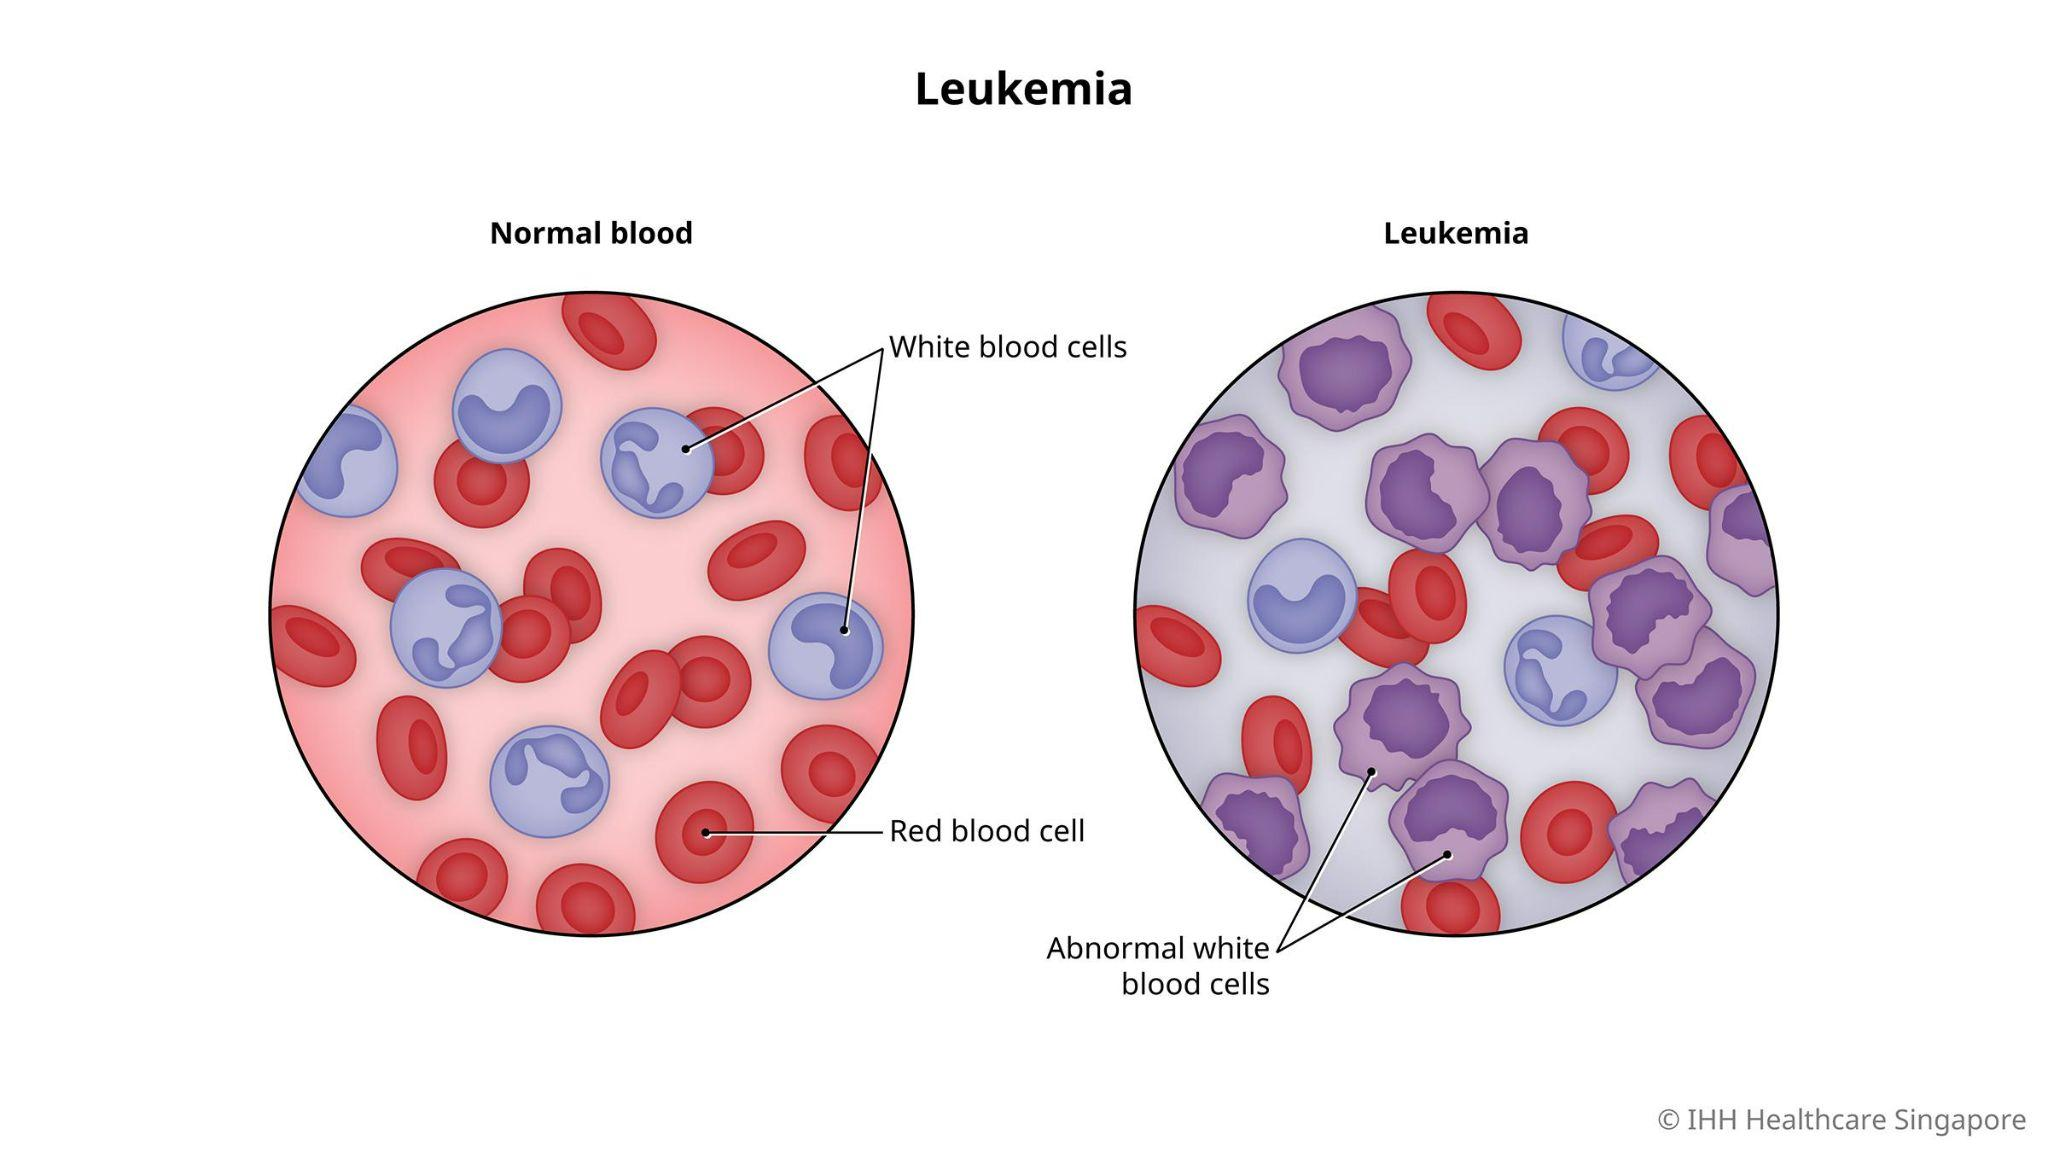 Leukemia
Normal blood
Leukemia
White blood cells
Red blood cell
Abnormal white
blood cells
© IHH Healthcare Singapore